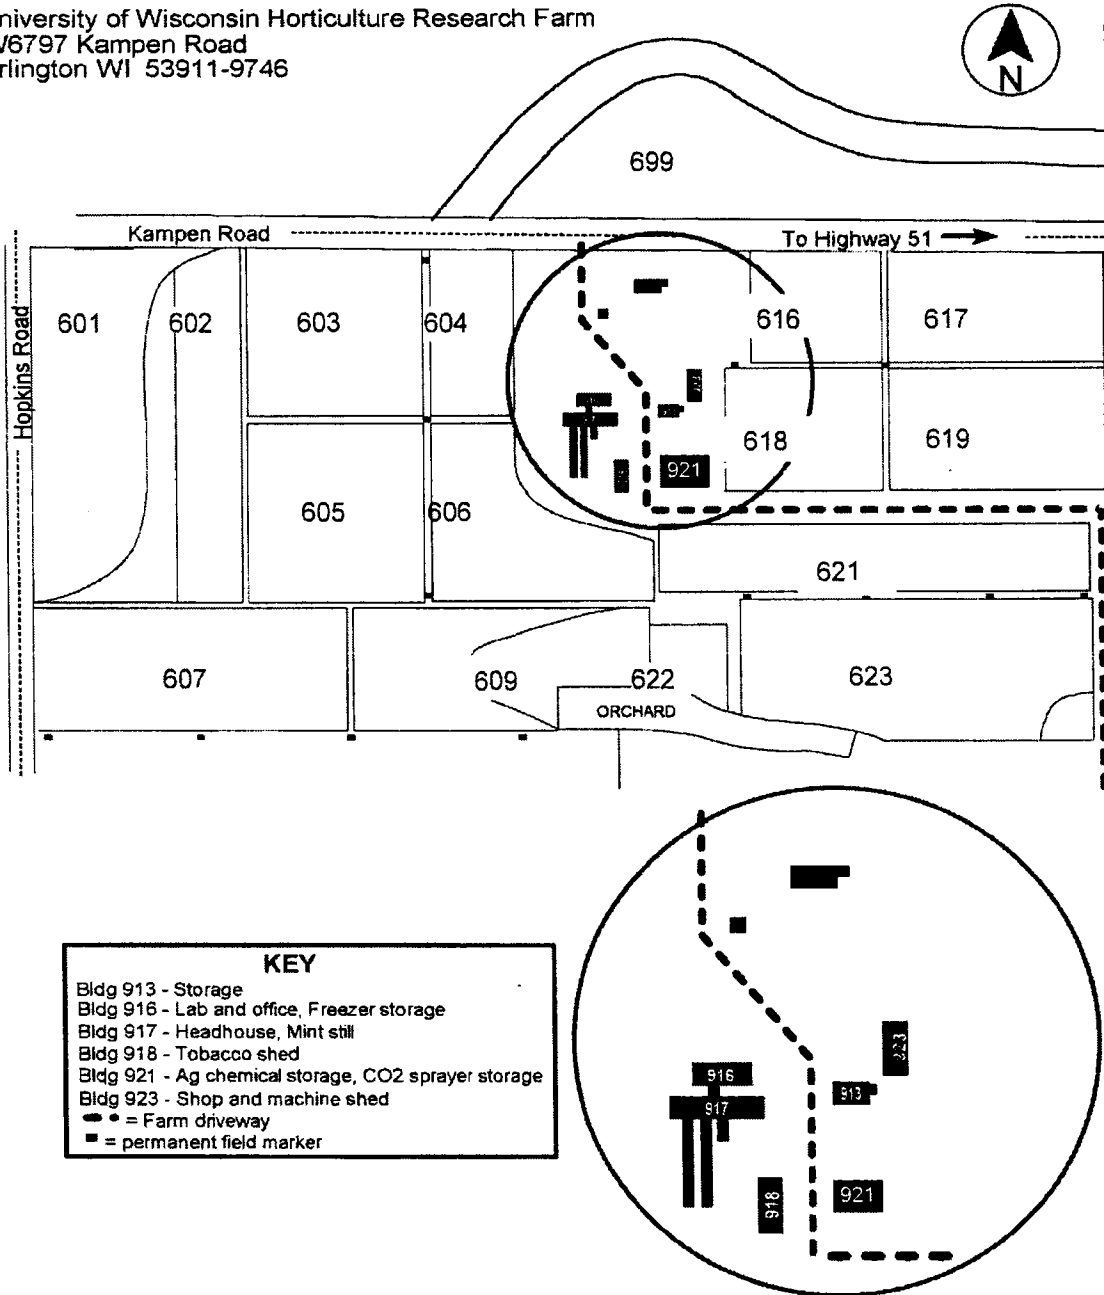 niversity of Wisconsin Horticulture Research Farm
W6797 Kampen Road
rlington WI 53911-9746
N
699
Kampen Road
To Highway 51
Hopkins Road
601 602 603 604 616 617
618 619
921
605 606
621
607 609 622 623
ORCHARD
KEY
Bldg 913 - Storage
Bldg 916 - Lab and office, Freezer storage
Bldg 917 - Headhouse, Mint still
Bldg 918 - Tobacco shed
Bldg 921 - Ag chemical storage, CO2 sprayer storage
Bldg 923 - Shop and machine shed
= Farm driveway
= permanent field marker
923
916
913
917
918
921